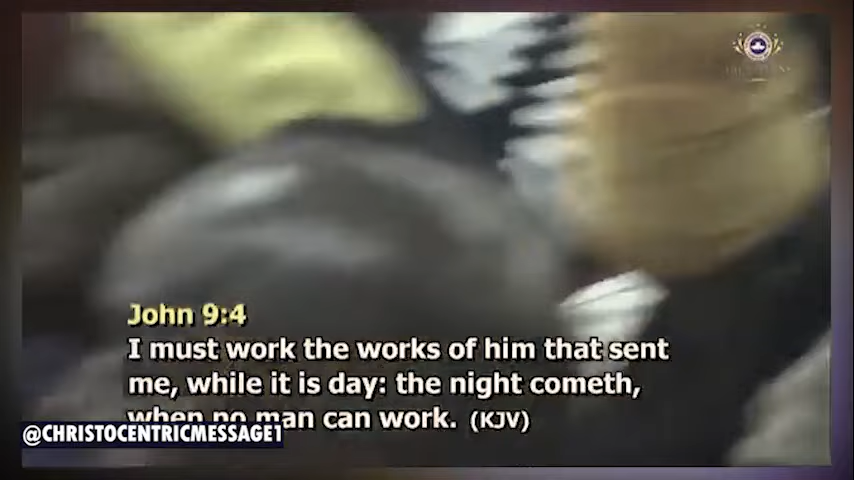 John 9:4
I must work the works of him that sent
me, while it is day: the night cometh,
when no man can work. (KJV)
@CHRISTOCENTRICMESSAGE1